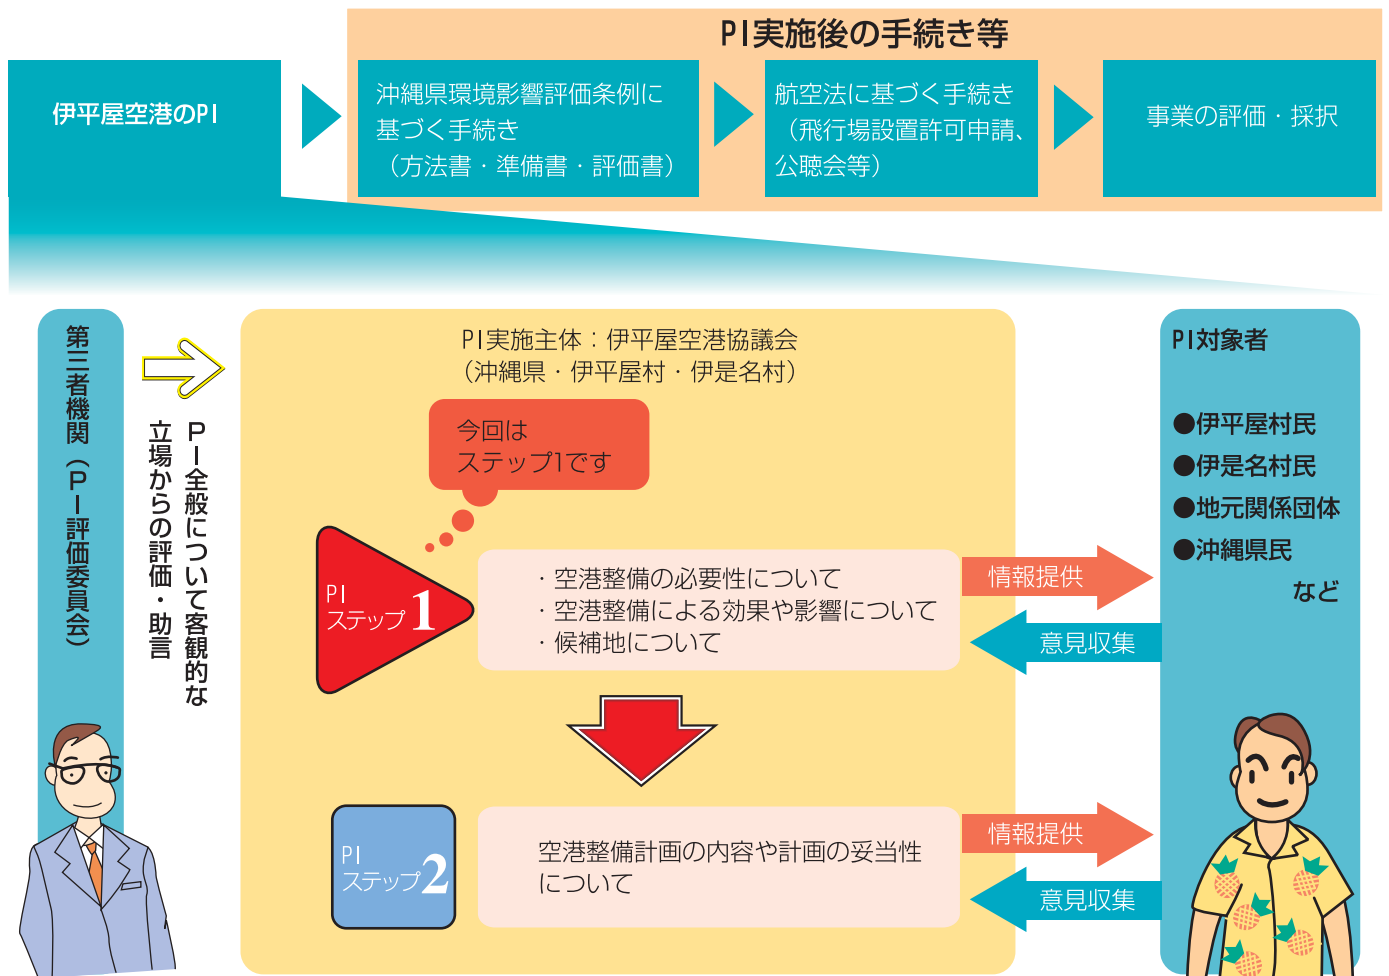 PI実施後の手続き等
伊平屋空港のPI
沖縄県環境影響評価条例に
基づく手続き
（方法書・準備書・評価書）
航空法に基づく手続き
（飛行場設置許可申請、
公聴会等）
事業の評価・採択
第三者機関（PI評価委員会）
PI全般について客観的な
立場からの評価・助言
PI実施主体：伊平屋空港協議会
（沖縄県・伊平屋村・伊是名村）
今回は
ステップ1です
PI
ステップ1
・空港整備の必要性について
・空港整備による効果や影響について
・候補地について
情報提供
意見収集
PI
ステップ2
空港整備計画の内容や計画の妥当性
について
情報提供
意見収集
PI対象者
●伊平屋村民
●伊是名村民
●地元関係団体
●沖縄県民
など